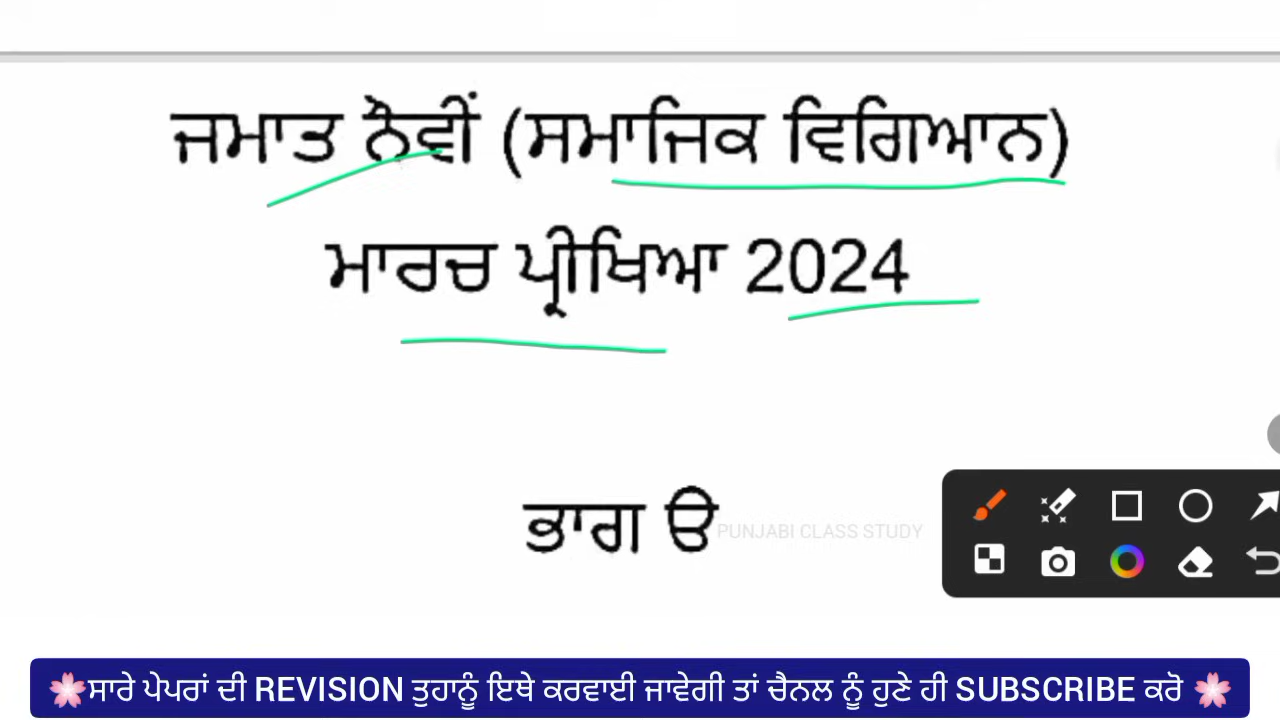 ਜਮਾਤ ਨੌਵੀਂ (ਸਮਾਜਿਕ ਵਿਗਿਆਨ)
ਮਾਰਚ ਪ੍ਰੀਖਿਆ 2024
ਭਾਗ ੳ
PUNJABI CLASS STUDY
🌸ਸਾਰੇ ਪੇਪਰਾਂ ਦੀ REVISION ਤੁਹਾਨੂੰ ਇਥੇ ਕਰਵਾਈ ਜਾਵੇਗੀ ਤਾਂ ਚੈਨਲ ਨੂੰ ਹੁਣੇ ਹੀ SUBSCRIBE ਕਰੋ 🌸